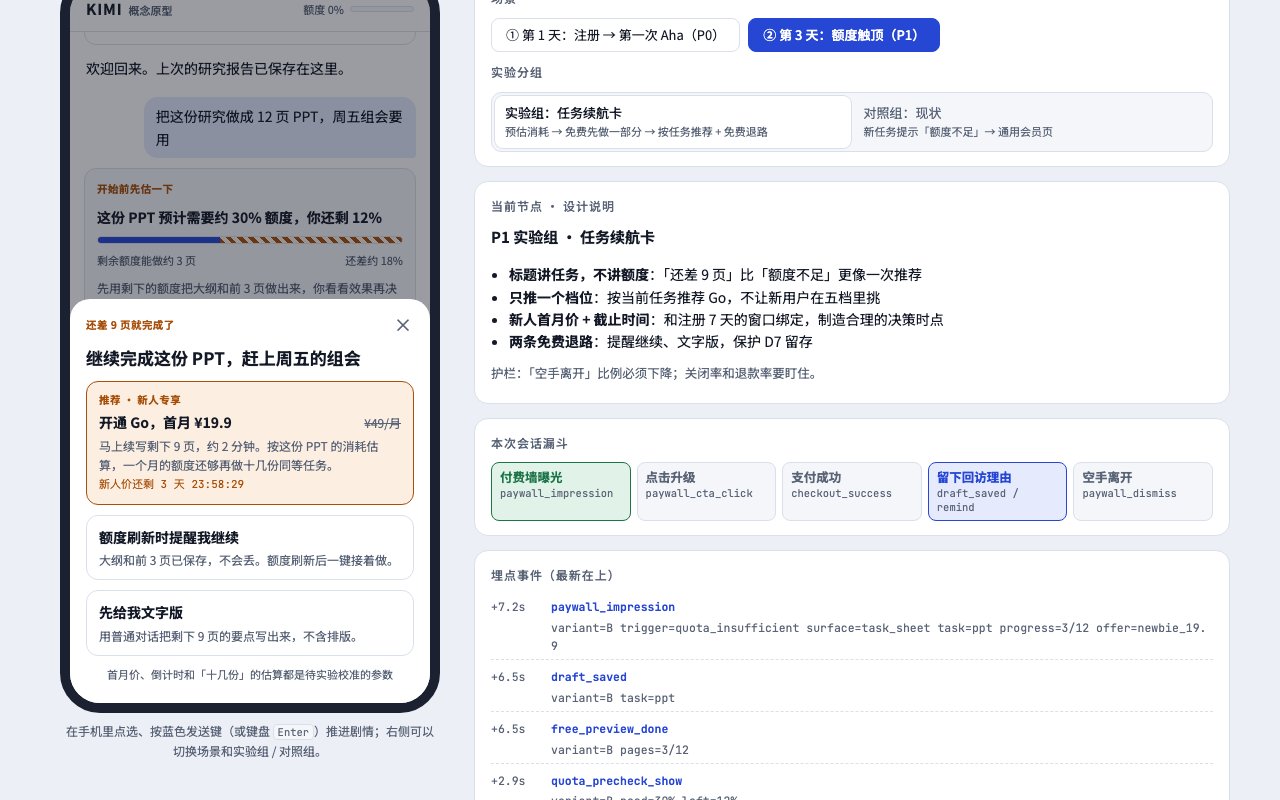 KIMI 概念原型
额度 0%
欢迎回来。上次的研究报告已保存在这里。
把这份研究做成 12 页 PPT，周五组会要
用
开始前先估一下
这份 PPT 预计需要约 30% 额度，你还剩 12%
剩余额度能做约 3 页
还差约 18%
先用剩下的额度把大纲和前 3 页做出来，你看看效果再决
还差 9 页就完成了
继续完成这份 PPT，赶上周五的组会
推荐 · 新人专享
开通 Go，首月 ¥19.9
¥49/月
马上续写剩下 9 页，约 2 分钟。按这份 PPT 的消耗估
算，一个月的额度还够再做十几份同等任务。
新人价还剩 3 天 23:58:29
额度刷新时提醒我继续
大纲和前 3 页已保存，不会丢。额度刷新后一键接着做。
先给我文字版
用普通对话把剩下 9 页的要点写出来，不含排版。
首月价、倒计时和「十几份」的估算都是待实验校准的参数
在手机里点选、按蓝色发送键（或键盘 Enter ）推进剧情；右侧可以
切换场景和实验组 / 对照组。
① 第 1 天：注册 → 第一次 Aha（P0）
② 第 3 天：额度触顶（P1）
实验分组
实验组：任务续航卡
预估消耗 → 免费先做一部分 → 按任务推荐 + 免费退路
对照组：现状
新任务提示「额度不足」→ 通用会员页
当前节点 · 设计说明
P1 实验组 · 任务续航卡
• 标题讲任务，不讲额度：「还差 9 页」比「额度不足」更像一次推荐
• 只推一个档位：按当前任务推荐 Go，不让新用户在五档里挑
• 新人首月价 + 截止时间：和注册 7 天的窗口绑定，制造合理的决策时点
• 两条免费退路：提醒继续、文字版，保护 D7 留存
护栏：「空手离开」比例必须下降；关闭率和退款率要盯住。
本次会话漏斗
付费墙曝光
paywall_impression
点击升级
paywall_cta_click
支付成功
checkout_success
留下回访理由
draft_saved /
remind
空手离开
paywall_dismiss
埋点事件（最新在上）
+7.2s paywall_impression
variant=B trigger=quota_insufficient surface=task_sheet task=ppt progress=3/12 offer=newbie_19.
9
+6.5s draft_saved
variant=B task=ppt
+6.5s free_preview_done
variant=B pages=3/12
+2.9s quota_precheck_show